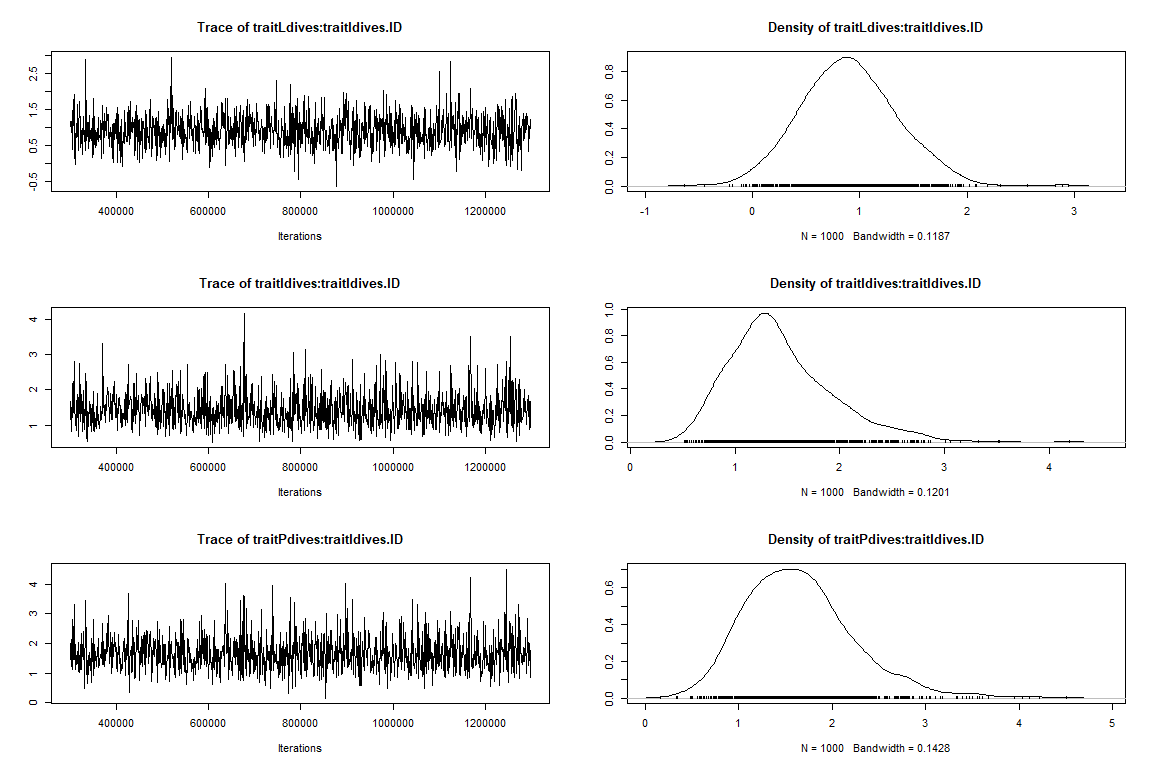 Trace of traitLdives:traitIdives.ID
Density of traitLdives:traitIdives.ID
-0.5 0.5 1.5 2.5
0.0 0.2 0.4 0.6 0.8
400000 600000 800000 1000000 1200000
-1 0 1 2 3
Iterations
N = 1000 Bandwidth = 0.1187
Trace of traitIdives:traitIdives.ID
Density of traitIdives:traitIdives.ID
1 2 3 4
0.0 0.2 0.4 0.6 0.8 1.0
400000 600000 800000 1000000 1200000
0 1 2 3 4
Iterations
N = 1000 Bandwidth = 0.1201
Trace of traitPdives:traitIdives.ID
Density of traitPdives:traitIdives.ID
0 1 2 3 4
0.0 0.2 0.4 0.6
400000 600000 800000 1000000 1200000
0 1 2 3 4 5
Iterations
N = 1000 Bandwidth = 0.1428